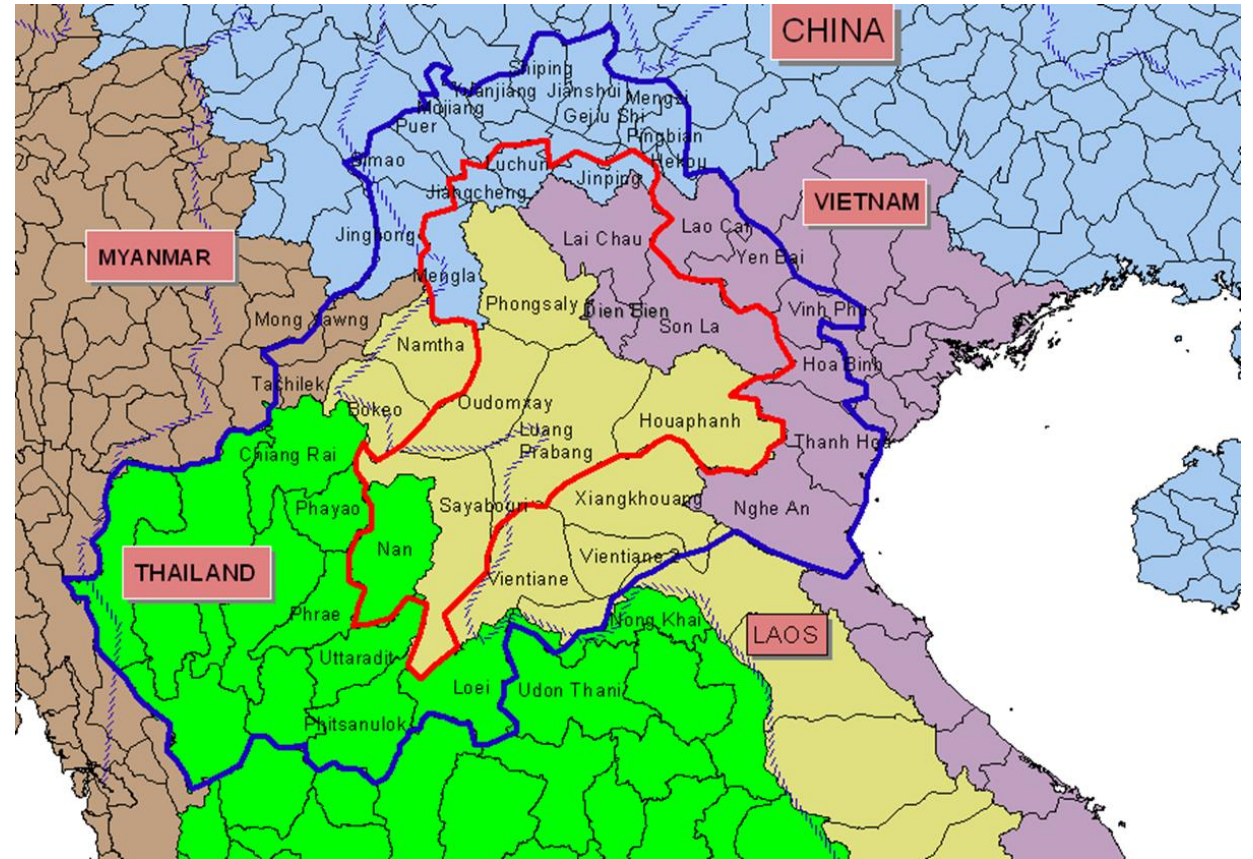 CHINA
Shiping
Yuanjiang
Jianshui
Mengzi
Mojiang
Gejiu Shi
Puer
Pingbian
Simao
Luchun
Hekou
Jinping
Jiangcheng
VIETNAM
Jinghong
Lai Chau
Lao Cai
MYANMAR
Yen Bai
Mengla
Phongsaly
Dien Bien
Vinh Phu
Mong Yawng
Son La
Namtha
Hoa Binh
Tachilek
Bokeo
Oudomxay
Houaphanh
Luang
Prabang
Thanh Hoa
Chiang Rai
Phayao
Sayabouri
Xiangkhouang
Nghe An
Nan
THAILAND
Vientiane
Vientiane 2
Phrae
Nong Khai
LAOS
Uttaradit
Loei
Udon Thani
Phitsanulok